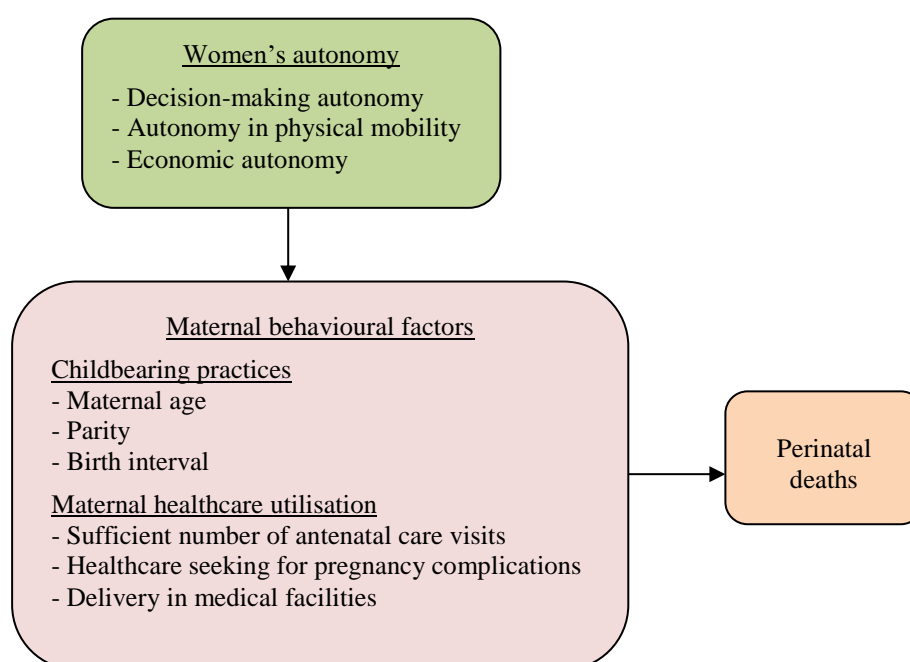 Women’s autonomy
- Decision-making autonomy
- Autonomy in physical mobility
- Economic autonomy
Maternal behavioural factors
Childbearing practices
- Maternal age
- Parity
- Birth interval
Maternal healthcare utilisation
- Sufficient number of antenatal care visits
- Healthcare seeking for pregnancy complications
- Delivery in medical facilities
Perinatal
deaths